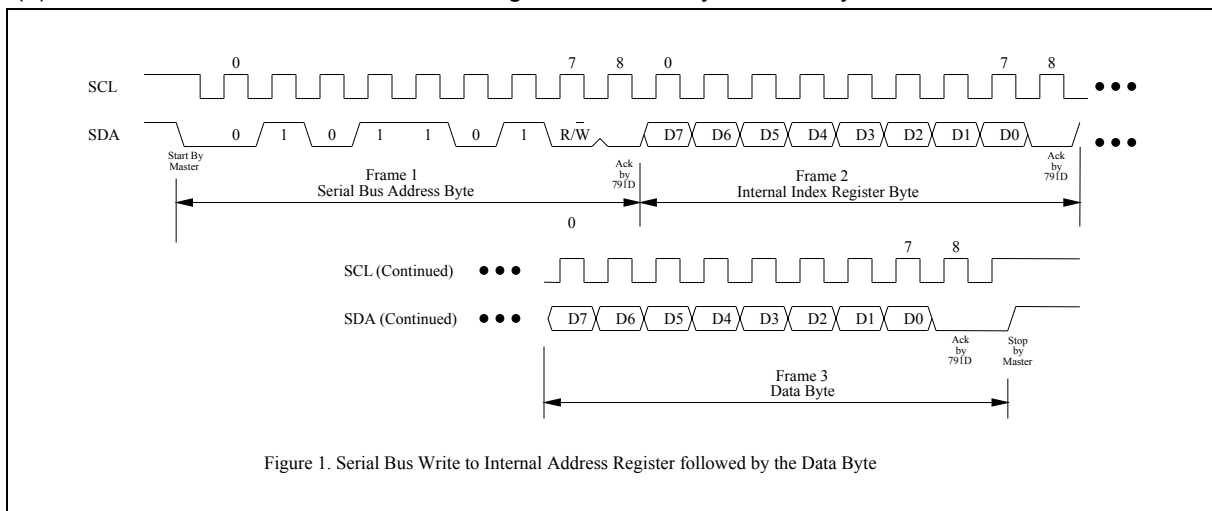 0 7 8 0 7 8
SCL
SDA 0 1 0 1 1 0 1 R/W D7 D6 D5 D4 D3 D2 D1 D0
Start By
Master
Ack
by
791D
Ack
by
791D
Frame 1
Serial Bus Address Byte
Frame 2
Internal Index Register Byte
0
7 8
SCL (Continued)
SDA (Continued) D7 D6 D5 D4 D3 D2 D1 D0
Ack
by
791D
Stop
by
Master
Frame 3
Data Byte
Figure 1. Serial Bus Write to Internal Address Register followed by the Data Byte